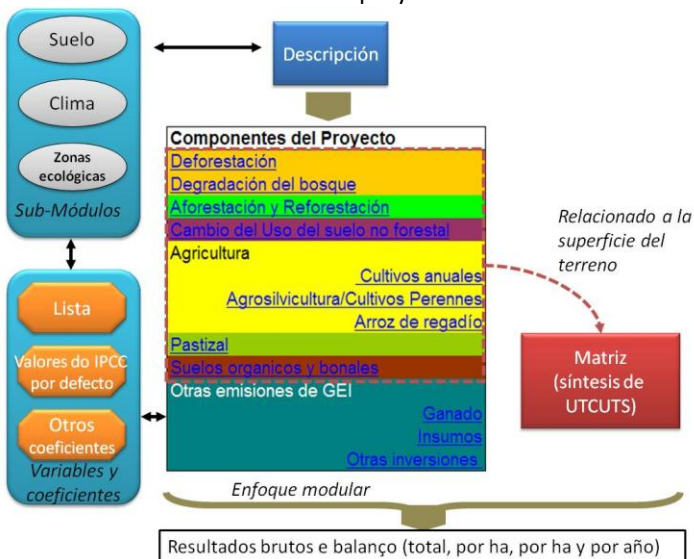 Suelo
Clima
Zonas
ecológicas
Sub-Módulos
Descripción
Componentes del Proyecto
Deforestación
Degradación del bosque
Aforestación y Reforestación
Cambio del Uso del suelo no forestal
Agricultura
Cultivos anuales
Agrosilvicultura/Cultivos Perennes
Arroz de regadío
Pastizal
Suelos organicos y bonales
Otras emisiones de GEI
Ganado
Insumos
Otras inversiones
Relacionado a la
superficie del
terreno
Matriz
(síntesis de
UTCUTS)
Lista
Valores do IPCC
por defecto
Otros
coeficientes
Variables y
coeficientes
Enfoque modular
Resultados brutos e balanço (total, por ha, por ha y por año)